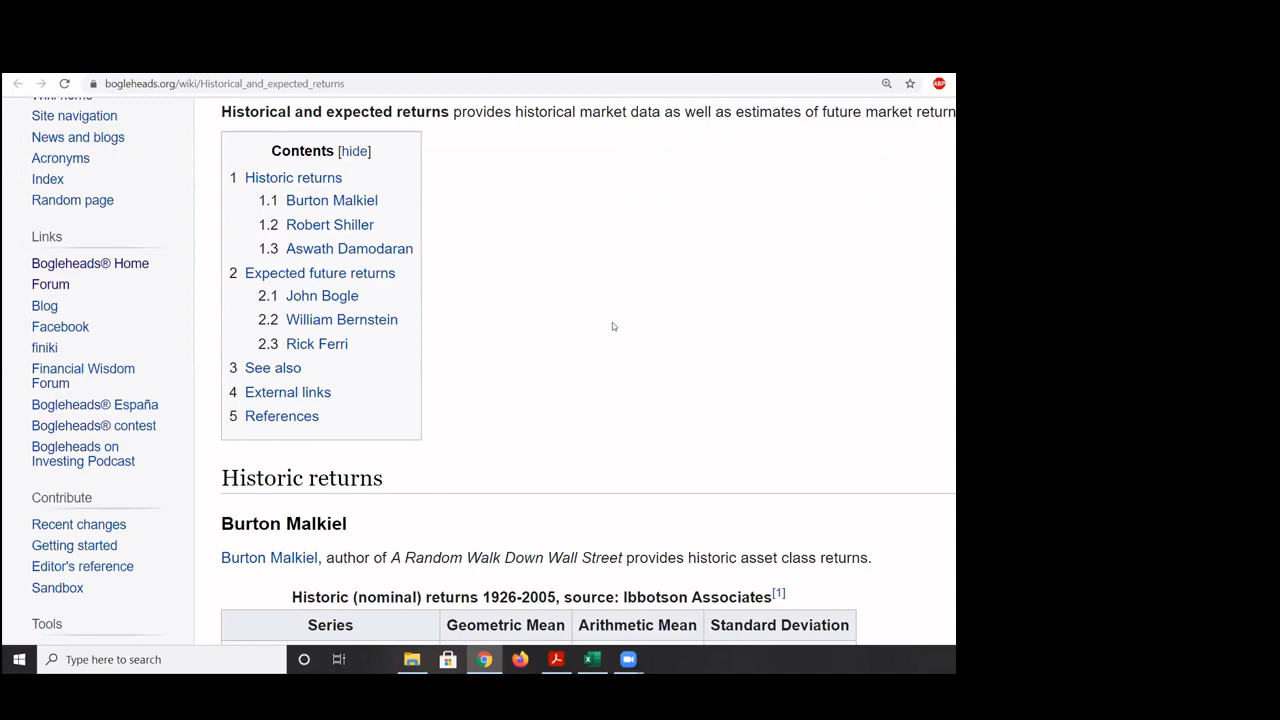 bogleheads.org/wiki/Historical_and_expected_returns
ABP
Wiki home
Site navigation
News and blogs
Acronyms
Index
Random page
Links
Bogleheads® Home
Forum
Blog
Facebook
finiki
Financial Wisdom
Forum
Bogleheads® España
Bogleheads® contest
Bogleheads on
Investing Podcast
Contribute
Recent changes
Getting started
Editor's reference
Sandbox
Tools
Historical and expected returns provides historical market data as well as estimates of future market return
Contents [hide]
1 Historic returns
1.1 Burton Malkiel
1.2 Robert Shiller
1.3 Aswath Damodaran
2 Expected future returns
2.1 John Bogle
2.2 William Bernstein
2.3 Rick Ferri
3 See also
4 External links
5 References
Historic returns
Burton Malkiel
Burton Malkiel, author of A Random Walk Down Wall Street provides historic asset class returns.
Historic (nominal) returns 1926-2005, source: Ibbotson Associates[1]
Series Geometric Mean Arithmetic Mean Standard Deviation
Type here to search